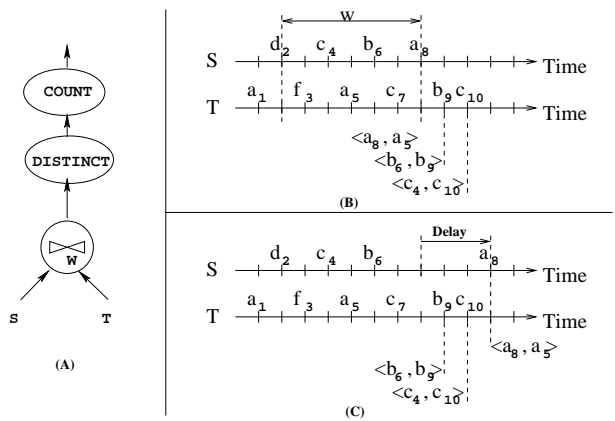 COUNT
DISTINCT
W
S T
(A)
W
d2 c4 b6 a8
S Time
a1 f3 a5 c7 b9 c10
T Time
<a8, a5>
<b6, b9>
<c4, c10>
(B)
Delay
d2 c4 b6 a8
S Time
a1 f3 a5 c7 b9 c10
T Time
<a8, a5>
<b6, b9>
<c4, c10>
(C)